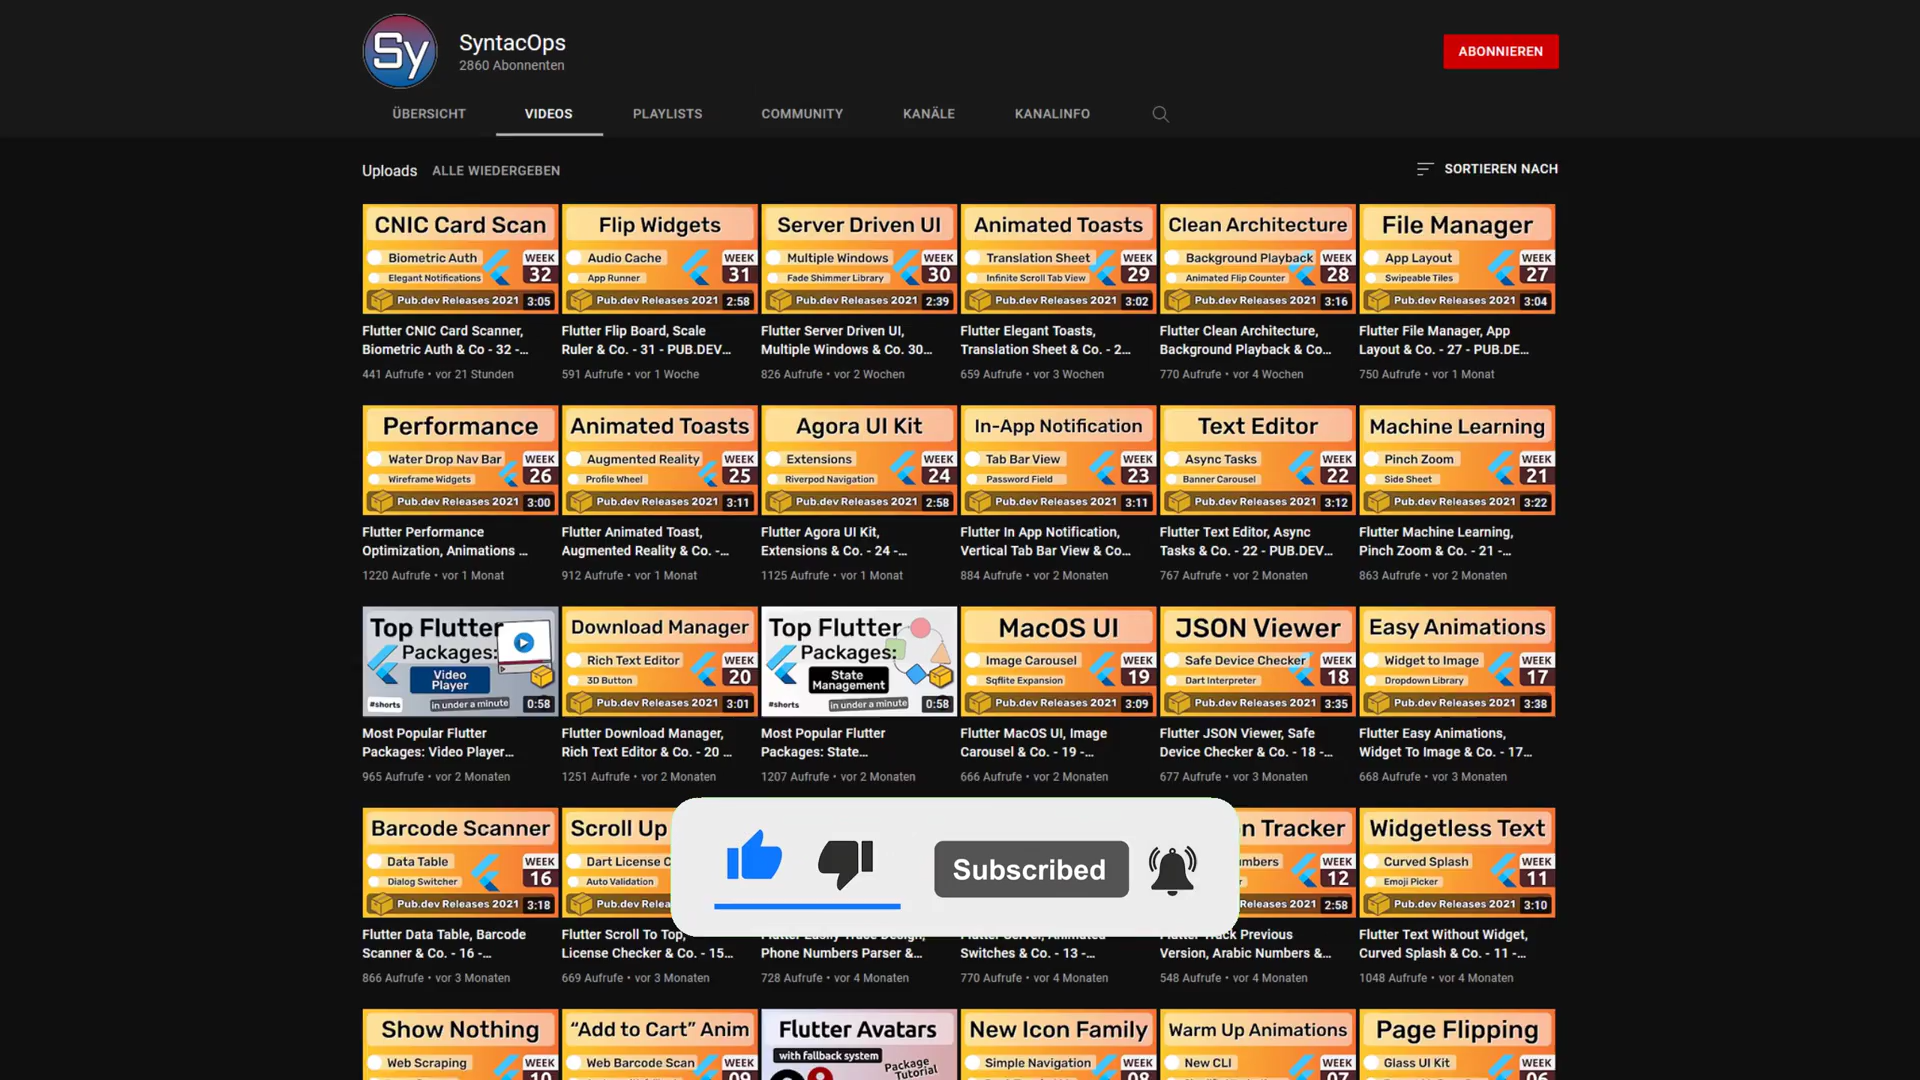 Sy
SyntacOps
2860 Abonnenten
ABONNIEREN
ÜBERSICHT
VIDEOS
PLAYLISTS
COMMUNITY
KANÄLE
KANALINFO
Uploads
ALLE WIEDERGEBEN
SORTIEREN NACH
CNIC Card Scan
Biometric Auth
Elegant Notifications
WEEK
32
Pub.dev Releases 2021
3:05
Flutter CNIC Card Scanner,
Biometric Auth & Co - 32 -...
441 Aufrufe • vor 21 Stunden
Flip Widgets
Audio Cache
App Runner
WEEK
31
Pub.dev Releases 2021
2:58
Flutter Flip Board, Scale
Ruler & Co. - 31 - PUB.DEV...
591 Aufrufe • vor 1 Woche
Server Driven UI
Multiple Windows
Fade Shimmer Library
WEEK
30
Pub.dev Releases 2021
2:39
Flutter Server Driven UI,
Multiple Windows & Co. 30...
826 Aufrufe • vor 2 Wochen
Animated Toasts
Translation Sheet
Infinite Scroll Tab View
WEEK
29
Pub.dev Releases 2021
3:02
Flutter Elegant Toasts,
Translation Sheet & Co. - 2...
659 Aufrufe • vor 3 Wochen
Clean Architecture
Background Playback
Animated Flip Counter
WEEK
28
Pub.dev Releases 2021
3:16
Flutter Clean Architecture,
Background Playback & Co...
770 Aufrufe • vor 4 Wochen
File Manager
App Layout
Swipeable Tiles
WEEK
27
Pub.dev Releases 2021
3:04
Flutter File Manager, App
Layout & Co. - 27 - PUB.DE...
750 Aufrufe • vor 1 Monat
Performance
Water Drop Nav Bar
Wireframe Widgets
WEEK
26
Pub.dev Releases 2021
3:00
Flutter Performance
Optimization, Animations ...
1220 Aufrufe • vor 1 Monat
Animated Toasts
Augmented Reality
Profile Wheel
WEEK
25
Pub.dev Releases 2021
3:11
Flutter Animated Toast,
Augmented Reality & Co. -...
912 Aufrufe • vor 1 Monat
Agora UI Kit
Extensions
Riverpod Navigation
WEEK
24
Pub.dev Releases 2021
2:58
Flutter Agora UI Kit,
Extensions & Co. - 24 -...
1125 Aufrufe • vor 1 Monat
In-App Notification
Tab Bar View
Password Field
WEEK
23
Pub.dev Releases 2021
3:11
Flutter In App Notification,
Vertical Tab Bar View & Co...
884 Aufrufe • vor 2 Monaten
Text Editor
Async Tasks
Banner Carousel
WEEK
22
Pub.dev Releases 2021
3:12
Flutter Text Editor, Async
Tasks & Co. - 22 - PUB.DEV...
767 Aufrufe • vor 2 Monaten
Machine Learning
Pinch Zoom
Side Sheet
WEEK
21
Pub.dev Releases 2021
3:22
Flutter Machine Learning,
Pinch Zoom & Co. - 21 -...
863 Aufrufe • vor 2 Monaten
Top Flutter
Packages:
Video
Player
#shorts
in under a minute
0:58
Most Popular Flutter
Packages: Video Player...
965 Aufrufe • vor 2 Monaten
Download Manager
Rich Text Editor
3D Button
WEEK
20
Pub.dev Releases 2021
3:01
Flutter Download Manager,
Rich Text Editor & Co. - 20 ...
1251 Aufrufe • vor 2 Monaten
Top Flutter
Packages:
State
Management
#shorts
in under a minute
0:58
Most Popular Flutter
Packages: State...
1207 Aufrufe • vor 2 Monaten
MacOS UI
Image Carousel
Sqflite Expansion
WEEK
19
Pub.dev Releases 2021
3:09
Flutter MacOS UI, Image
Carousel & Co. - 19 -...
666 Aufrufe • vor 2 Monaten
JSON Viewer
Safe Device Checker
Dart Interpreter
WEEK
18
Pub.dev Releases 2021
3:35
Flutter JSON Viewer, Safe
Device Checker & Co. - 18 -...
677 Aufrufe • vor 3 Monaten
Easy Animations
Widget to Image
Dropdown Library
WEEK
17
Pub.dev Releases 2021
3:38
Flutter Easy Animations,
Widget To Image & Co. - 17...
668 Aufrufe • vor 3 Monaten
Barcode Scanner
Data Table
Dialog Switcher
WEEK
16
Pub.dev Releases 2021
3:18
Flutter Data Table, Barcode
Scanner & Co. - 16 -...
866 Aufrufe • vor 3 Monaten
Scroll Up
Dart License C
Auto Validation
Pub.dev Relea
Flutter Scroll To Top,
License Checker & Co. - 15...
669 Aufrufe • vor 3 Monaten
Subscribed
Phone Numbers Parser &...
728 Aufrufe • vor 4 Monaten
Switches & Co. - 13 -...
770 Aufrufe • vor 4 Monaten
n Tracker
umbers
WEEK
12
Releases 2021
2:58
Flutter Track Previous
Version, Arabic Numbers &...
548 Aufrufe • vor 4 Monaten
Widgetless Text
Curved Splash
Emoji Picker
WEEK
11
Pub.dev Releases 2021
3:10
Flutter Text Without Widget,
Curved Splash & Co. - 11 -...
1048 Aufrufe • vor 4 Monaten
Show Nothing
Web Scraping
WEEK
10
"Add to Cart" Anim
Web Barcode Scan
WEEK
09
Flutter Avatars
with fallback system
Package
Tutorial
New Icon Family
Simple Navigation
WEEK
08
Warm Up Animations
New CLI
WEEK
07
Page Flipping
Glass UI Kit
WEEK
06